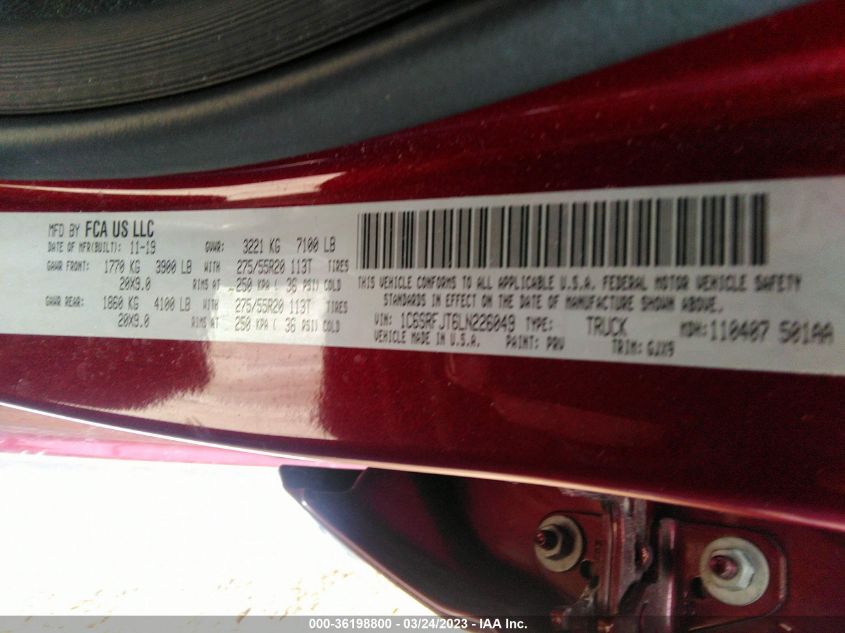 MFD BY FCA US LLC
DATE OF MFR(BUILT): 11-19 GVWR: 3221 KG 7100 LB
GAWR FRONT: 1770 KG 3900 LB WITH 275/55R20 113T TIRES
20X9.0 RIMS AT 250 KPA ( 36 PSI) COLD
GAWR REAR: 1860 KG 4100 LB WITH 275/55R20 113T TIRES
20X9.0 RIMS AT 250 KPA ( 36 PSI) COLD
THIS VEHICLE CONFORMS TO ALL APPLICABLE U.S.A. FEDERAL MOTOR VEHICLE SAFETY
STANDARDS IN EFFECT ON THE DATE OF MANUFACTURE SHOWN ABOVE.
VIN: 1C6SRFJT6LN226049 TYPE: TRUCK MDH:110407 501AA
VEHICLE MADE IN U.S.A. PAINT: PRV TRIM: GJX9
000-36198800 - 03/24/2023 - IAA Inc.